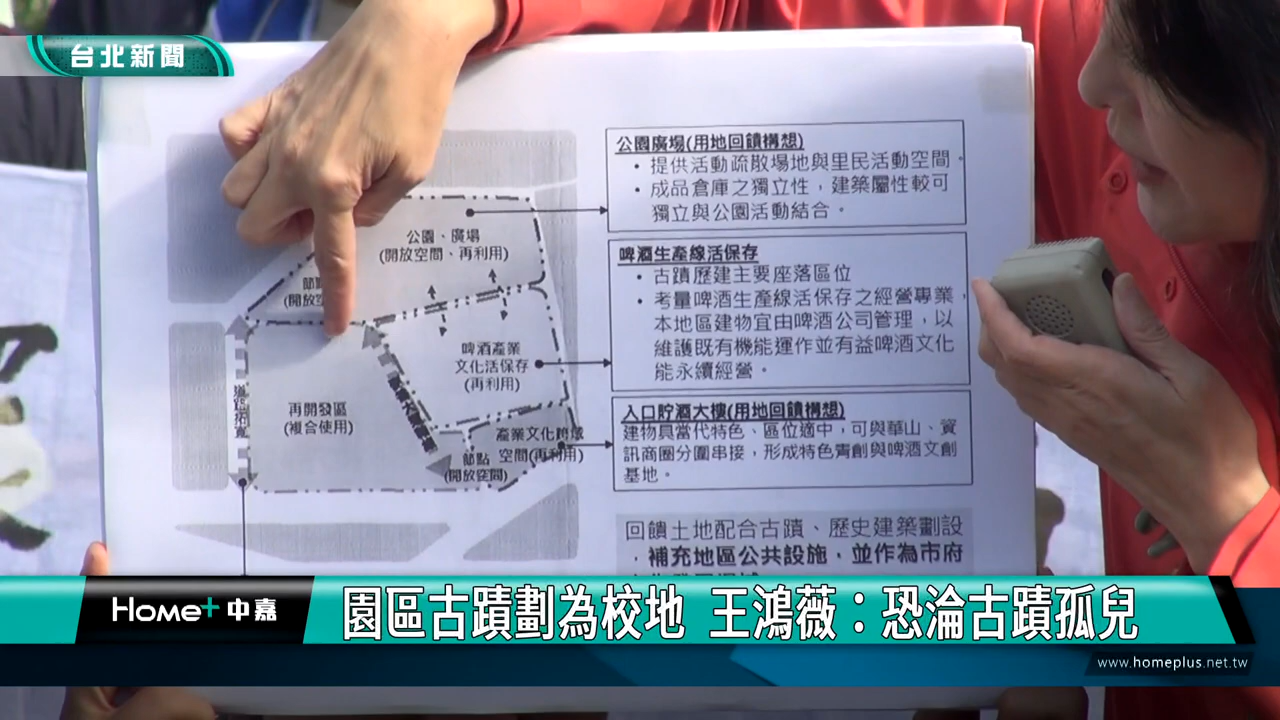 台北新聞
公園廣場(用地回饋構想)
• 提供活動疏散場地與里民活動空間。
• 成品倉庫之獨立性，建築屬性較可
獨立與公園活動結合。
公園、廣場
(開放空間、再利用)
節點
(開放空
啤酒生產線活保存
• 古蹟歷建主要座落區位
• 考量啤酒生產線活保存之經營專業，
本地區建物宜由啤酒公司管理，以
維護既有機能運作並有益啤酒文化
能永續經營。
啤酒產業
文化活保存
(再利用)
再開發區
(複合使用)
入口貯酒大樓(用地回饋構想)
建物具當代特色、區位適中，可與華山、資
訊商圈分圍串接，形成特色育創與啤酒文創
基地。
產業文化跨域
空間(再利用)
節點
(開放空間)
回饋土地配合古蹟、歷史建築劃設
，補充地區公共設施，並作為市府
Home+中嘉
園區古蹟劃為校地 王鴻薇：恐淪古蹟孤兒
www.homeplus.net.tw